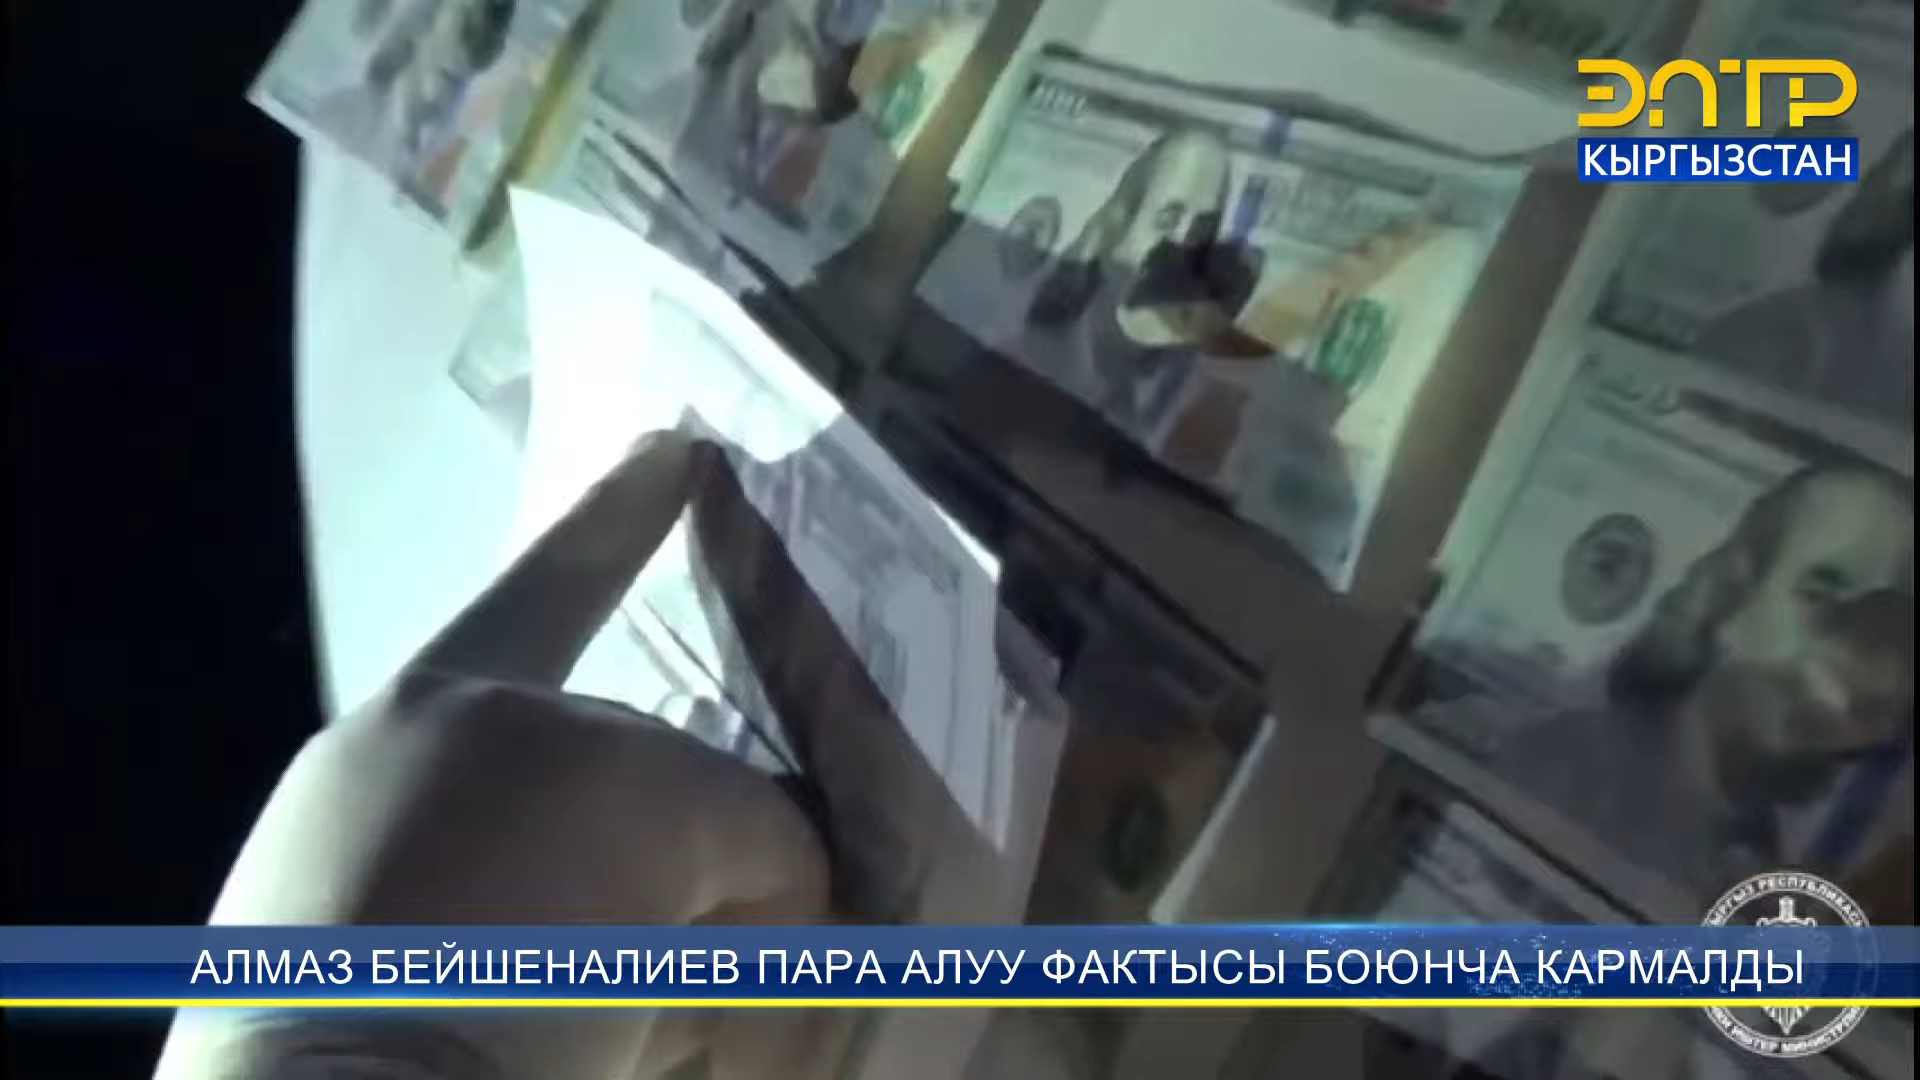 ЭЛТР
КЫРГЫЗСТАН
АЛМАЗ БЕЙШЕНАЛИЕВ ПАРА АЛУУ ФАКТЫСЫ БОЮНЧА КАРМАЛДЫ